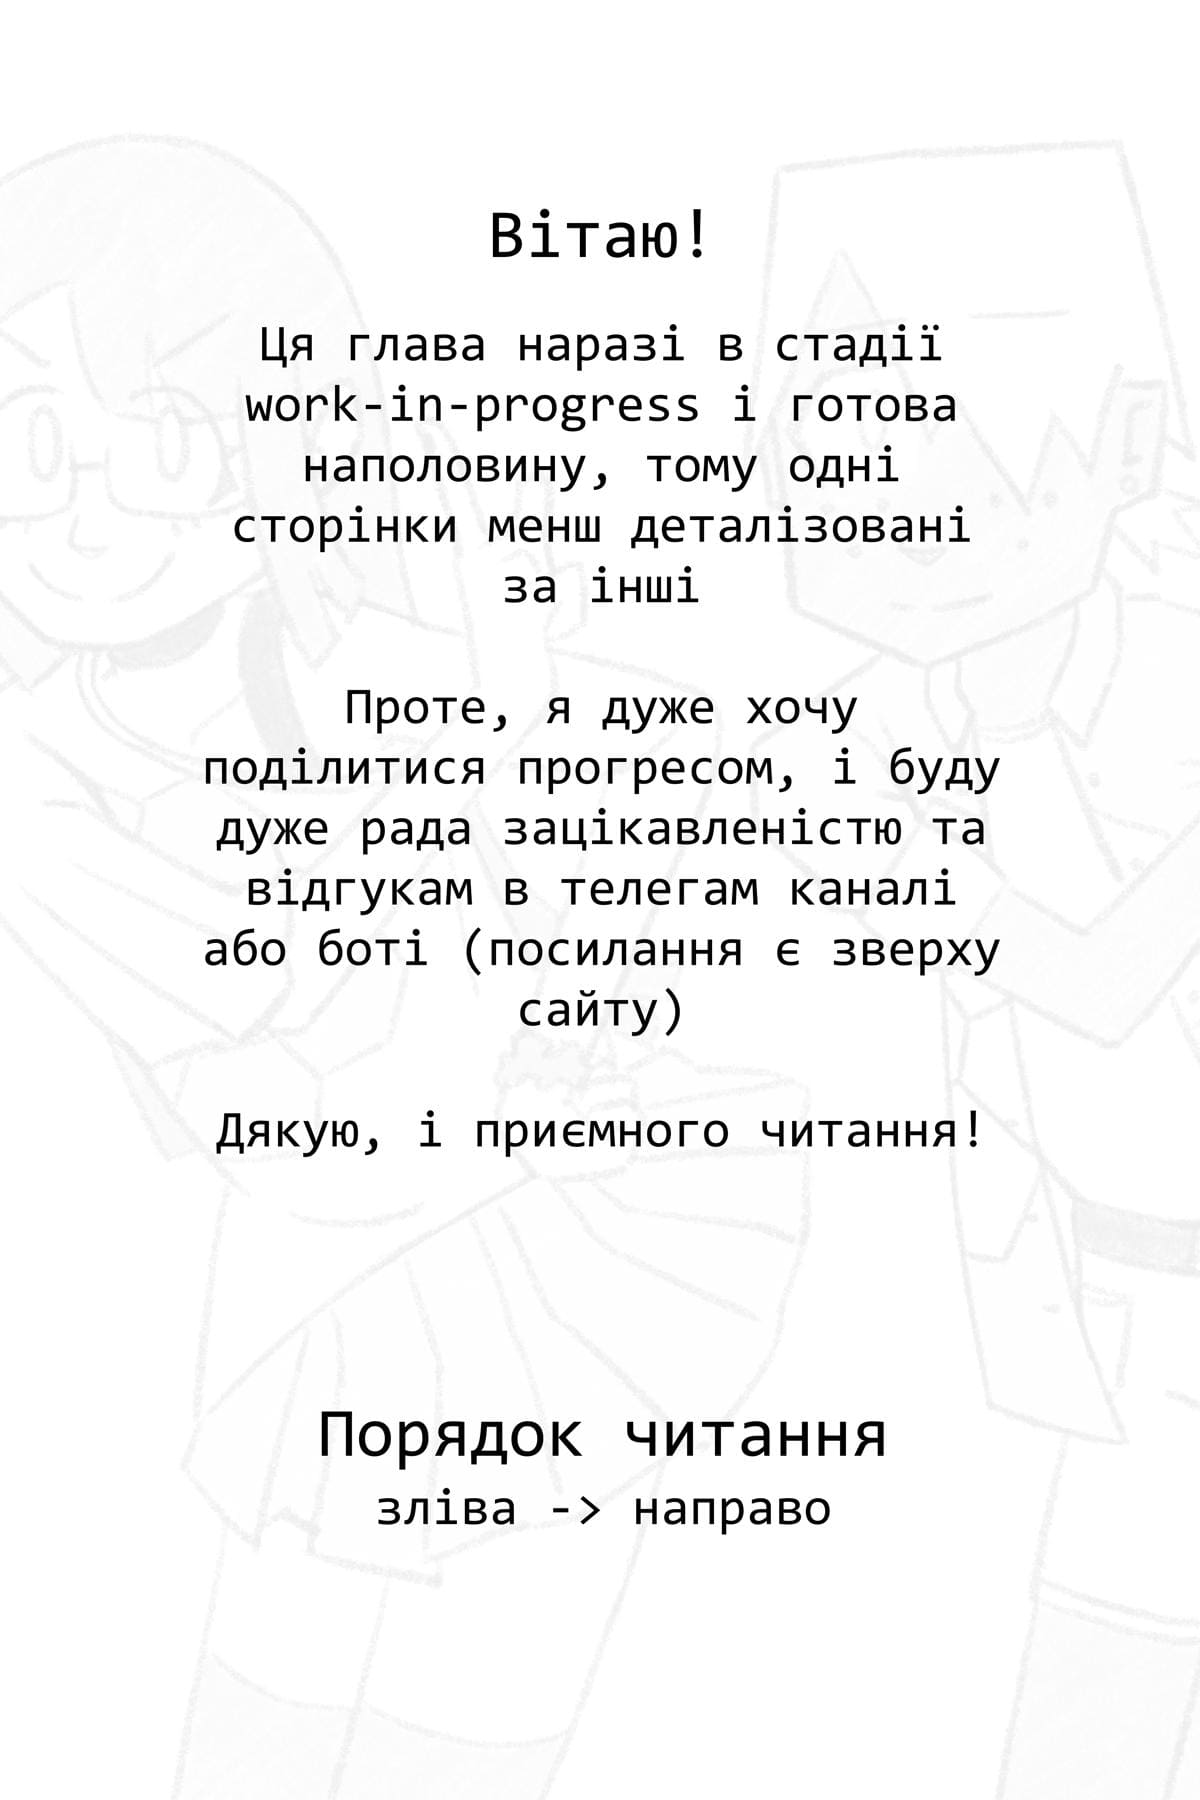 Вітаю!
Ця глава наразі в стадії
work-in-progress і готова
наполовину, тому одні
сторінки менш деталізовані
за інші
Проте, я дуже хочу
поділитися прогресом, і буду
дуже рада зацікавленістю та
відгукам в телегам каналі
або боті (посилання є зверху
сайту)
Дякую, і приємного читання!
Порядок читання
зліва -> направо